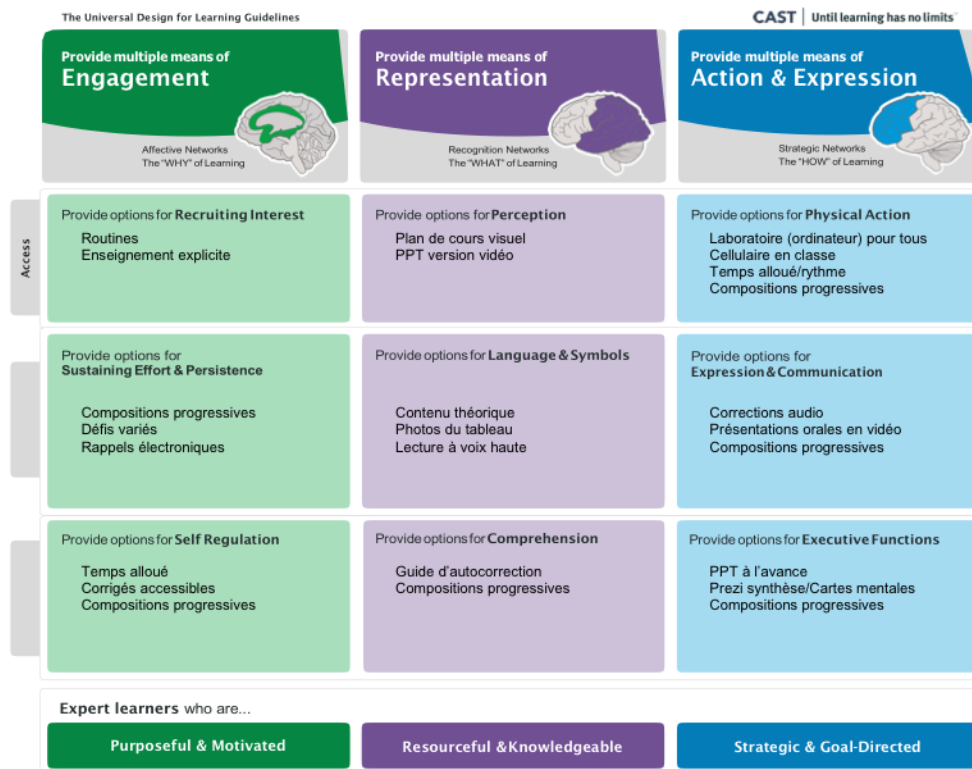 The Universal Design for Learning Guidelines
CAST | Until learning has no limits™
Provide multiple means of
Engagement
Affective Networks
The "WHY" of Learning
Provide multiple means of
Representation
Recognition Networks
The "WHAT" of Learning
Provide multiple means of
Action & Expression
Strategic Networks
The "HOW" of Learning
Access
Provide options for Recruiting Interest
Routines
Enseignement explicite
Provide options for Perception
Plan de cours visuel
PPT version vidéo
Provide options for Physical Action
Laboratoire (ordinateur) pour tous
Cellulaire en classe
Temps alloué/rythme
Compositions progressives
Provide options for
Sustaining Effort & Persistence
Compositions progressives
Défis variés
Rappels électroniques
Provide options for Language & Symbols
Contenu théorique
Photos du tableau
Lecture à voix haute
Provide options for
Expression & Communication
Corrections audio
Présentations orales en vidéo
Compositions progressives
Provide options for Self Regulation
Temps alloué
Corrigés accessibles
Compositions progressives
Provide options for Comprehension
Guide d'autocorrection
Compositions progressives
Provide options for Executive Functions
PPT à l'avance
Prezi synthèse/Cartes mentales
Compositions progressives
Expert learners who are...
Purposeful & Motivated
Resourceful & Knowledgeable
Strategic & Goal-Directed